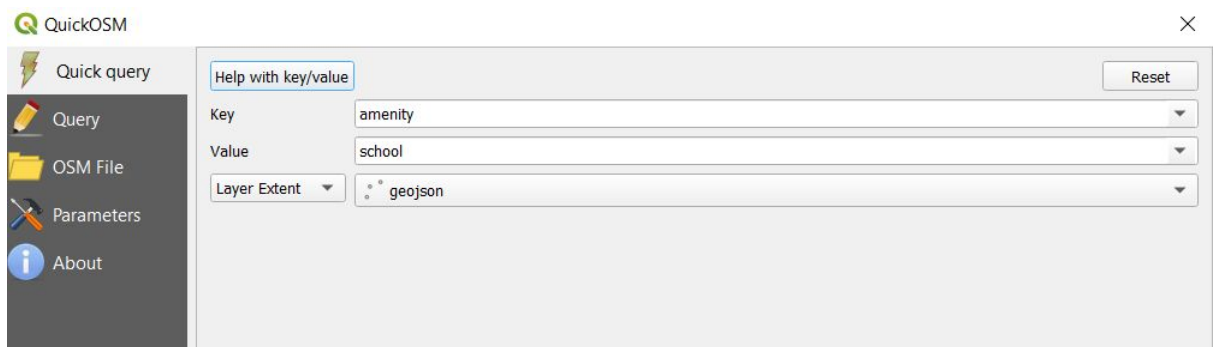 QuickOSM
Quick query
Help with key/value
Reset
Query
Key
amenity
Value
school
OSM File
Layer Extent
geojson
Parameters
About